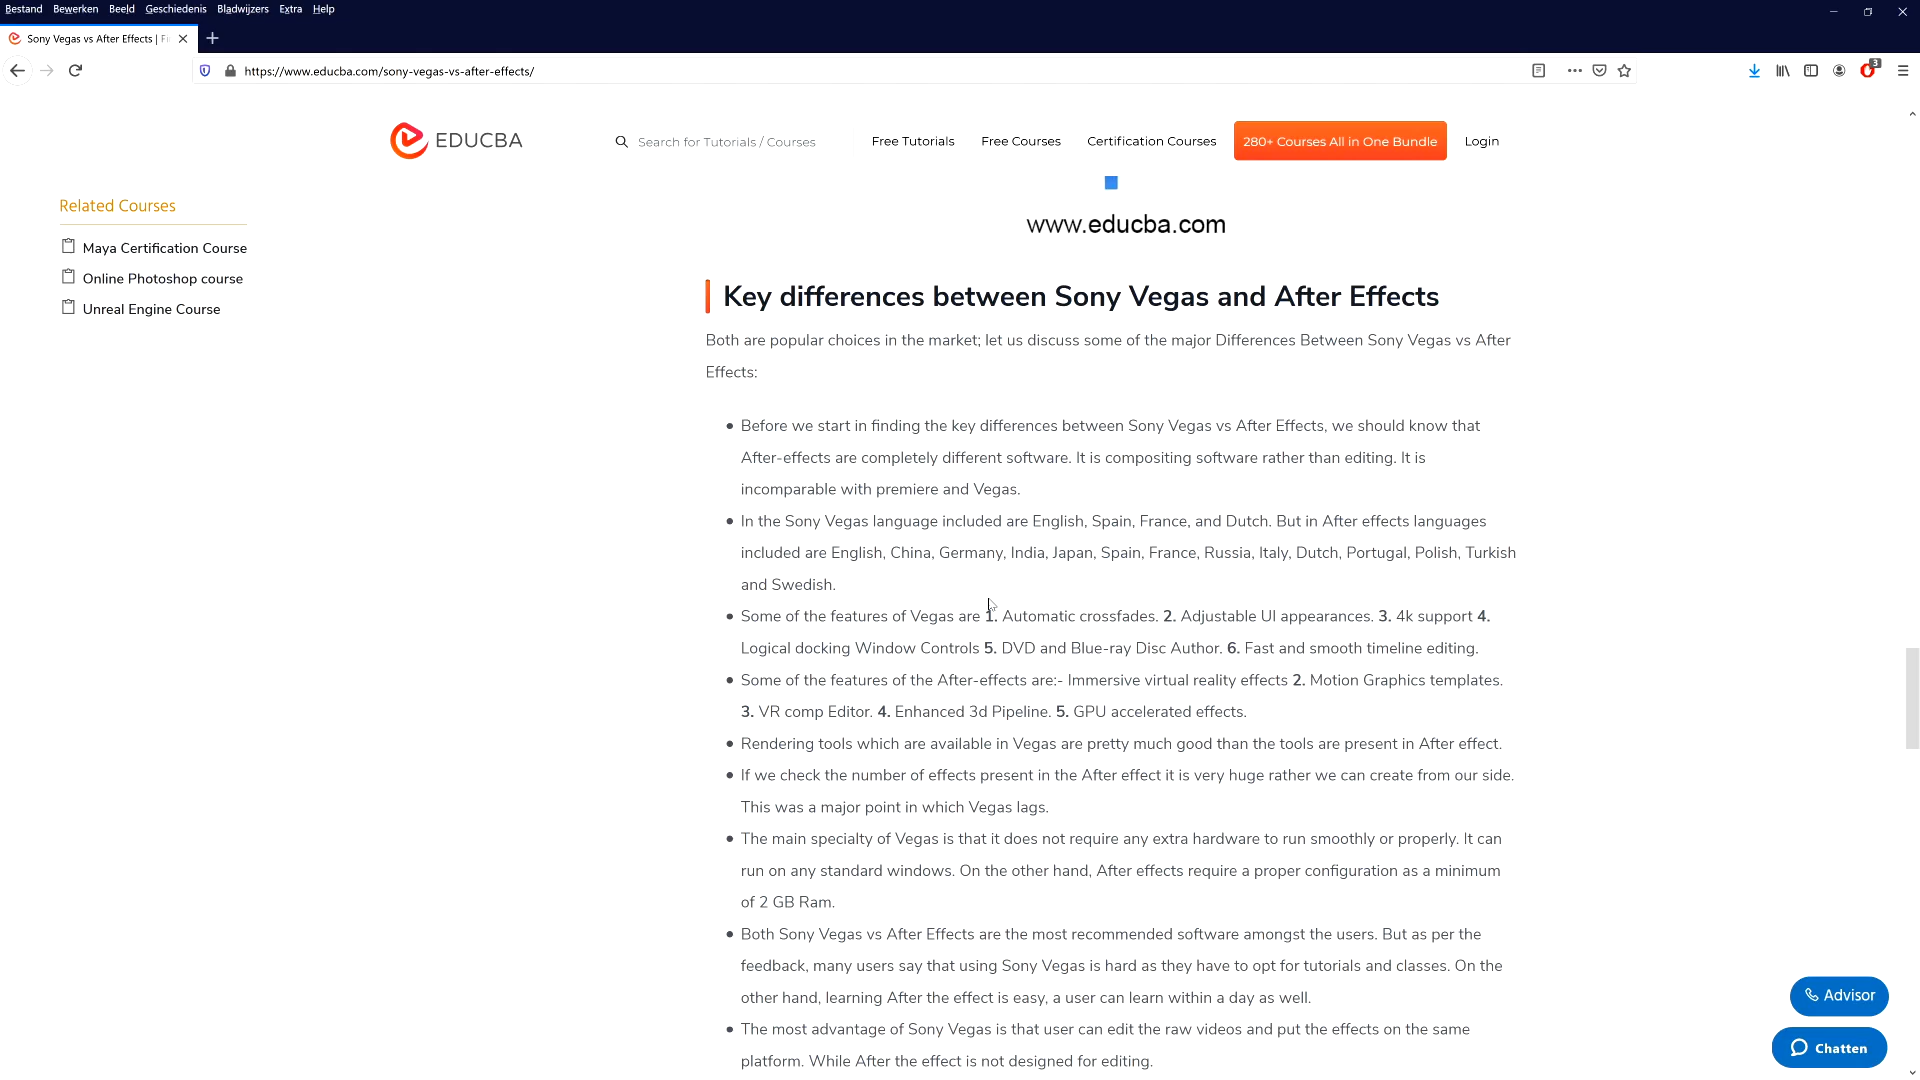 Bestand Bewerken Beeld Geschiedenis Bladwijzers Extra Help
Sony Vegas vs After Effects | Fi
https://www.educba.com/sony-vegas-vs-after-effects/
3
EDUCBA
Search for Tutorials / Courses
Free Tutorials Free Courses Certification Courses 280+ Courses All in One Bundle Login
Related Courses
Maya Certification Course
Online Photoshop course
Unreal Engine Course
www.educba.com
Key differences between Sony Vegas and After Effects
Both are popular choices in the market; let us discuss some of the major Differences Between Sony Vegas vs After
Effects:
Before we start in finding the key differences between Sony Vegas vs After Effects, we should know that
After-effects are completely different software. It is compositing software rather than editing. It is
incomparable with premiere and Vegas.
In the Sony Vegas language included are English, Spain, France, and Dutch. But in After effects languages
included are English, China, Germany, India, Japan, Spain, France, Russia, Italy, Dutch, Portugal, Polish, Turkish
and Swedish.
Some of the features of Vegas are 1. Automatic crossfades. 2. Adjustable UI appearances. 3. 4k support 4.
Logical docking Window Controls 5. DVD and Blue-ray Disc Author. 6. Fast and smooth timeline editing.
Some of the features of the After-effects are:- Immersive virtual reality effects 2. Motion Graphics templates.
3. VR comp Editor. 4. Enhanced 3d Pipeline. 5. GPU accelerated effects.
Rendering tools which are available in Vegas are pretty much good than the tools are present in After effect.
If we check the number of effects present in the After effect it is very huge rather we can create from our side.
This was a major point in which Vegas lags.
The main specialty of Vegas is that it does not require any extra hardware to run smoothly or properly. It can
run on any standard windows. On the other hand, After effects require a proper configuration as a minimum
of 2 GB Ram.
Both Sony Vegas vs After Effects are the most recommended software amongst the users. But as per the
feedback, many users say that using Sony Vegas is hard as they have to opt for tutorials and classes. On the
other hand, learning After the effect is easy, a user can learn within a day as well.
The most advantage of Sony Vegas is that user can edit the raw videos and put the effects on the same
platform. While After the effect is not designed for editing.
Advisor
Chatten